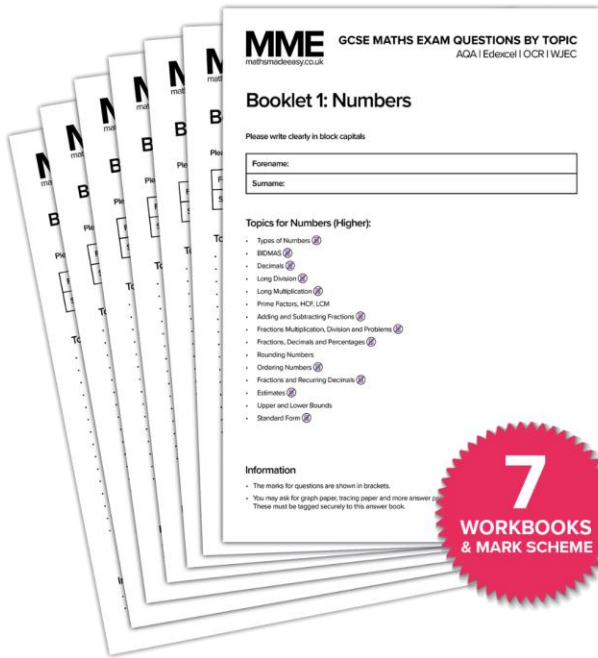 MME
mathsmadeeasy.co.uk
GCSE MATHS EXAM QUESTIONS BY TOPIC
AQA | Edexcel | OCR | WJEC
Booklet 1: Numbers
Please write clearly in block capitals
Forename:
Surname:
Topics for Numbers (Higher):
· Types of Numbers
· BIDMAS
· Decimals
· Long Division
· Long Multiplication
· Prime Factors, HCF, LCM
· Adding and Subtracting Fractions
· Fractions Multiplication, Division and Problems
· Fractions, Decimals and Percentages
· Rounding Numbers
· Ordering Numbers
· Fractions and Recurring Decimals
· Estimates
· Upper and Lower Bounds
· Standard Form
Information
· The marks for questions are shown in brackets.
· You may ask for graph paper, tracing paper and more answer
These must be tagged securely to this answer book.
7
WORKBOOKS
& MARK SCHEME